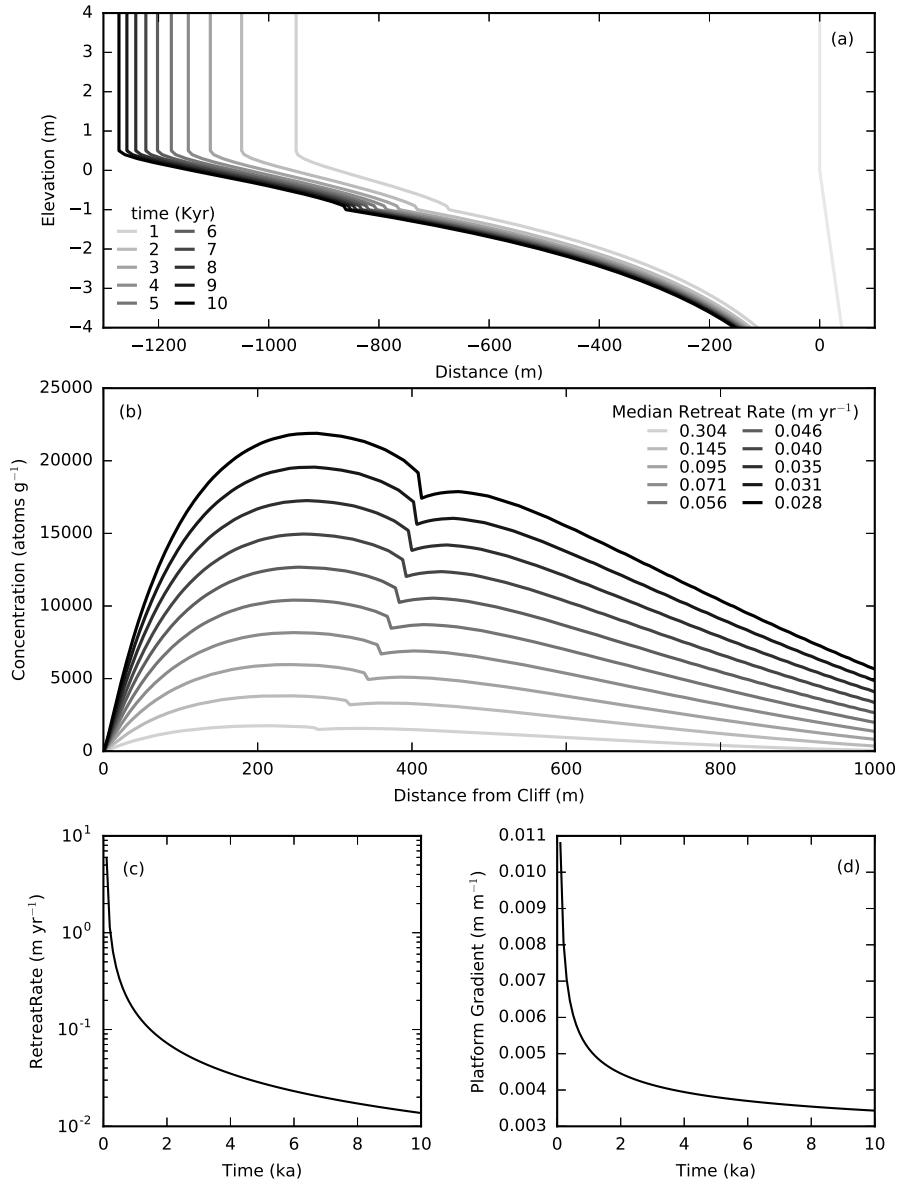 (a)
4
3
2
1
0
−1
−2
−3
−4
Elevation (m)
time (Kyr)
1 6
2 7
3 8
4 9
5 10
−1200 −1000 −800 −600 −400 −200 0
Distance (m)
(b)
25000
20000
15000
10000
5000
0
Concentration (atoms g⁻¹)
Median Retreat Rate (m yr⁻¹)
0.304 0.046
0.145 0.040
0.095 0.035
0.071 0.031
0.056 0.028
0 200 400 600 800 1000
Distance from Cliff (m)
(c)
10¹
10⁰
10⁻¹
10⁻²
RetreatRate (m yr⁻¹)
0 2 4 6 8 10
Time (ka)
(d)
0.011
0.010
0.009
0.008
0.007
0.006
0.005
0.004
0.003
Platform Gradient (m m⁻¹)
0 2 4 6 8 10
Time (ka)